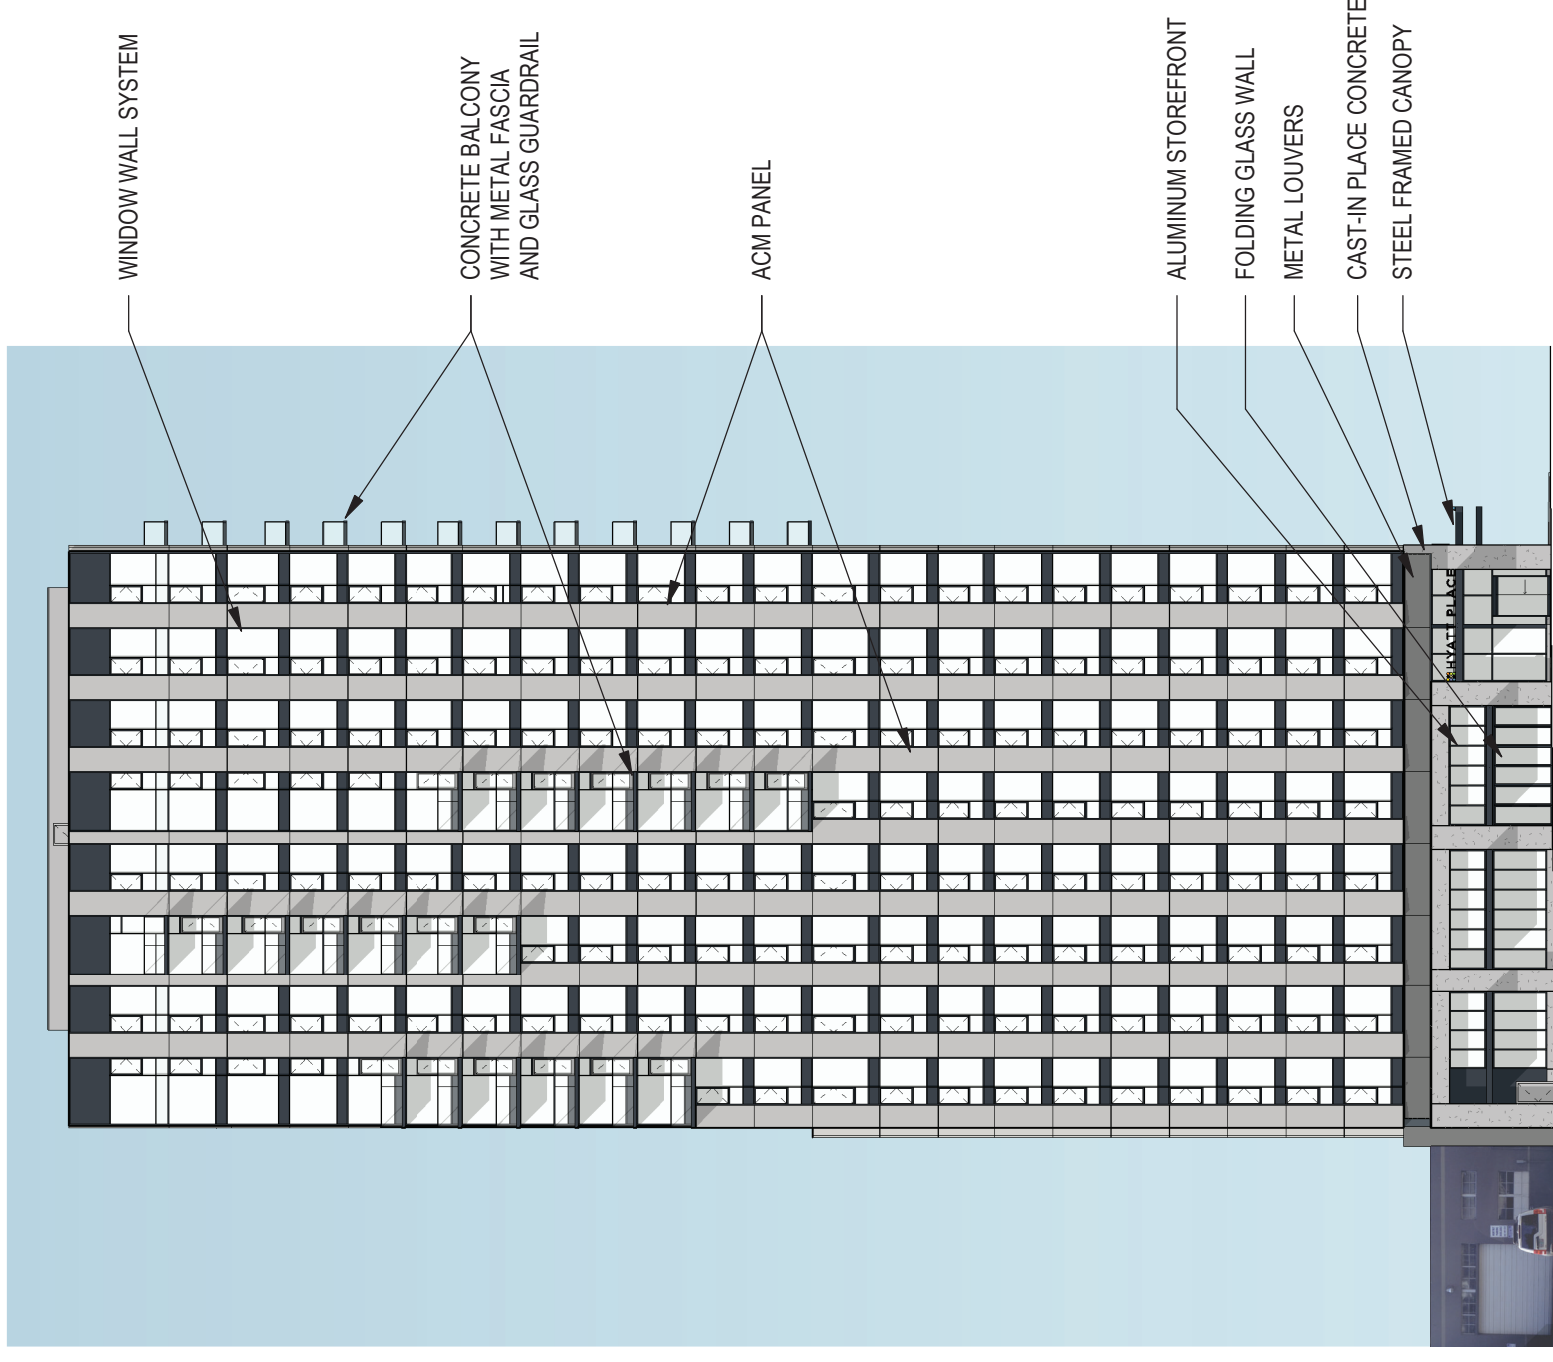 WINDOW WALL SYSTEM
CONCRETE BALCONY
WITH METAL FASCIA
AND GLASS GUARDRAIL
ACM PANEL
ALUMINUM STOREFRONT
FOLDING GLASS WALL
METAL LOUVERS
CAST-IN PLACE CONCRETE
STEEL FRAMED CANOPY
HYATT PLACE